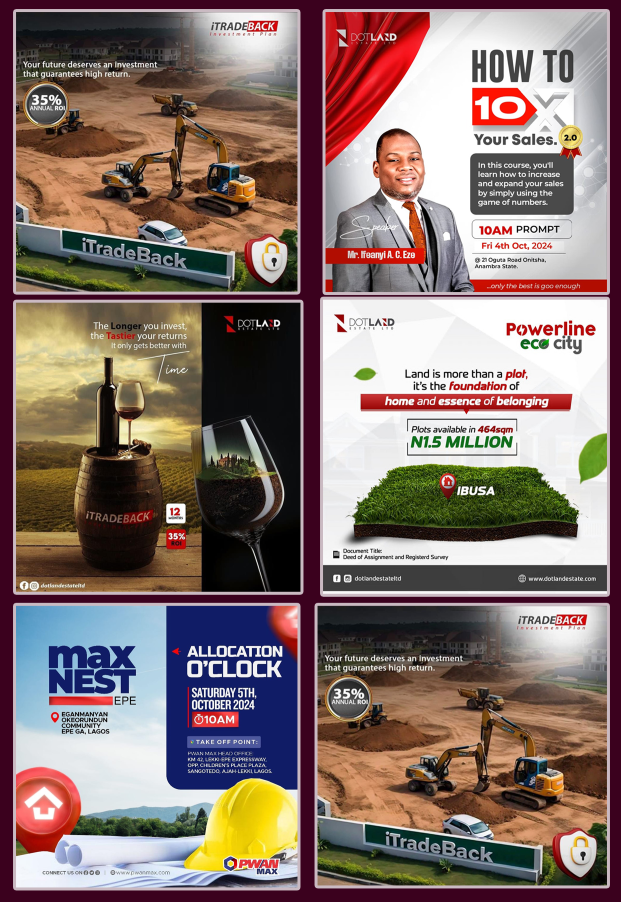 iTRADEBACK
Investment Plan
Your future deserves an investment
that guarantees high return.
35%
ANNUAL ROI
iTradeBack
DOTLAND
ESTATE LTD
HOW TO
10X
Your Sales.
2.0
In this course, you'll
learn how to increase
and expand your sales
by simply using the
game of numbers.
Speaker
Mr. Ifeanyi A. C. Eze
10AM PROMPT
Fri 4th Oct, 2024
@ 21 Oguta Road Onitsha,
Anambra State.
...only the best is goo enough
The Longer you invest,
the Tastier your returns
It only gets better with
Time
DOTLAND
ESTATE LTD
iTRADEBACK
12
MONTHS
35%
ROI
dotlandestateltd
DOTLAND
ESTATE LTD
Powerline
eco city
Land is more than a plot,
it's the foundation of
home and essence of belonging
Plots available in 464sqm
N1.5 MILLION
IBUSA
Document Title:
Deed of Assignment and Registerd Survey
dotlandestateltd
www.dotlandestate.com
max
NEST
EPE
EGANMANYAN
OKEORUNDUN
COMMUNITY
EPE GA, LAGOS
ALLOCATION
O'CLOCK
SATURDAY 5TH,
OCTOBER 2024
10AM
TAKE OFF POINT:
PWAN MAX HEAD OFFICE:
KM 42, LEKKI-EPE EXPRESSWAY,
OPP. CHILDREN'S PLACE PLAZA,
SANGOTEDO, AJAH-LEKKI, LAGOS.
CONNECT US ON
www.pwanmax.com
PWAN
MAX
iTRADEBACK
Investment Plan
Your future deserves an investment
that guarantees high return.
35%
ANNUAL ROI
iTradeBack